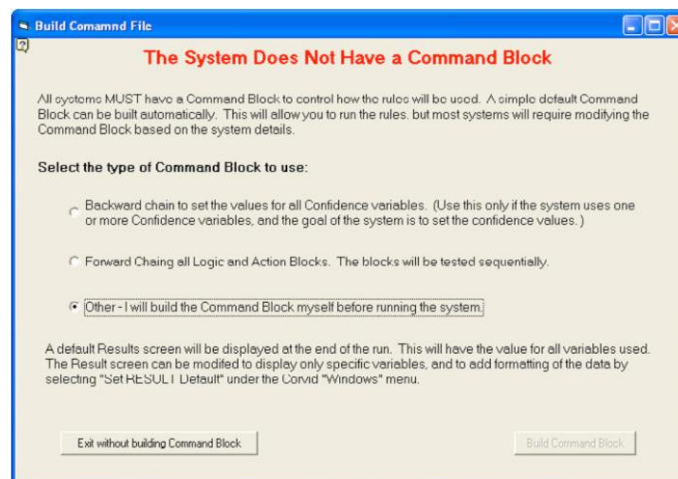 Build Comamnd File
The System Does Not Have a Command Block
All systems MUST have a Command Block to control how the rules will be used. A simple default Command
Block can be built automatically. This will allow you to run the rules, but most systems will require modifying the
Command Block based on the system details.
Select the type of Command Block to use:
Backward chain to set the values for all Confidence variables. (Use this only if the system uses one
or more Confidence variables, and the goal of the system is to set the confidence values. )
Forward Chaing all Logic and Action Blocks. The blocks will be tested sequentially.
Other - I will build the Command Block myself before running the system.
A default Results screen will be displayed at the end of the run. This will have the value for all variables used.
The Result screen can be modifed to display only specific variables, and to add formatting of the data by
selecting "Set RESULT Default" under the Corvid "Windows" menu.
Exit without building Command Block
Build Command Block